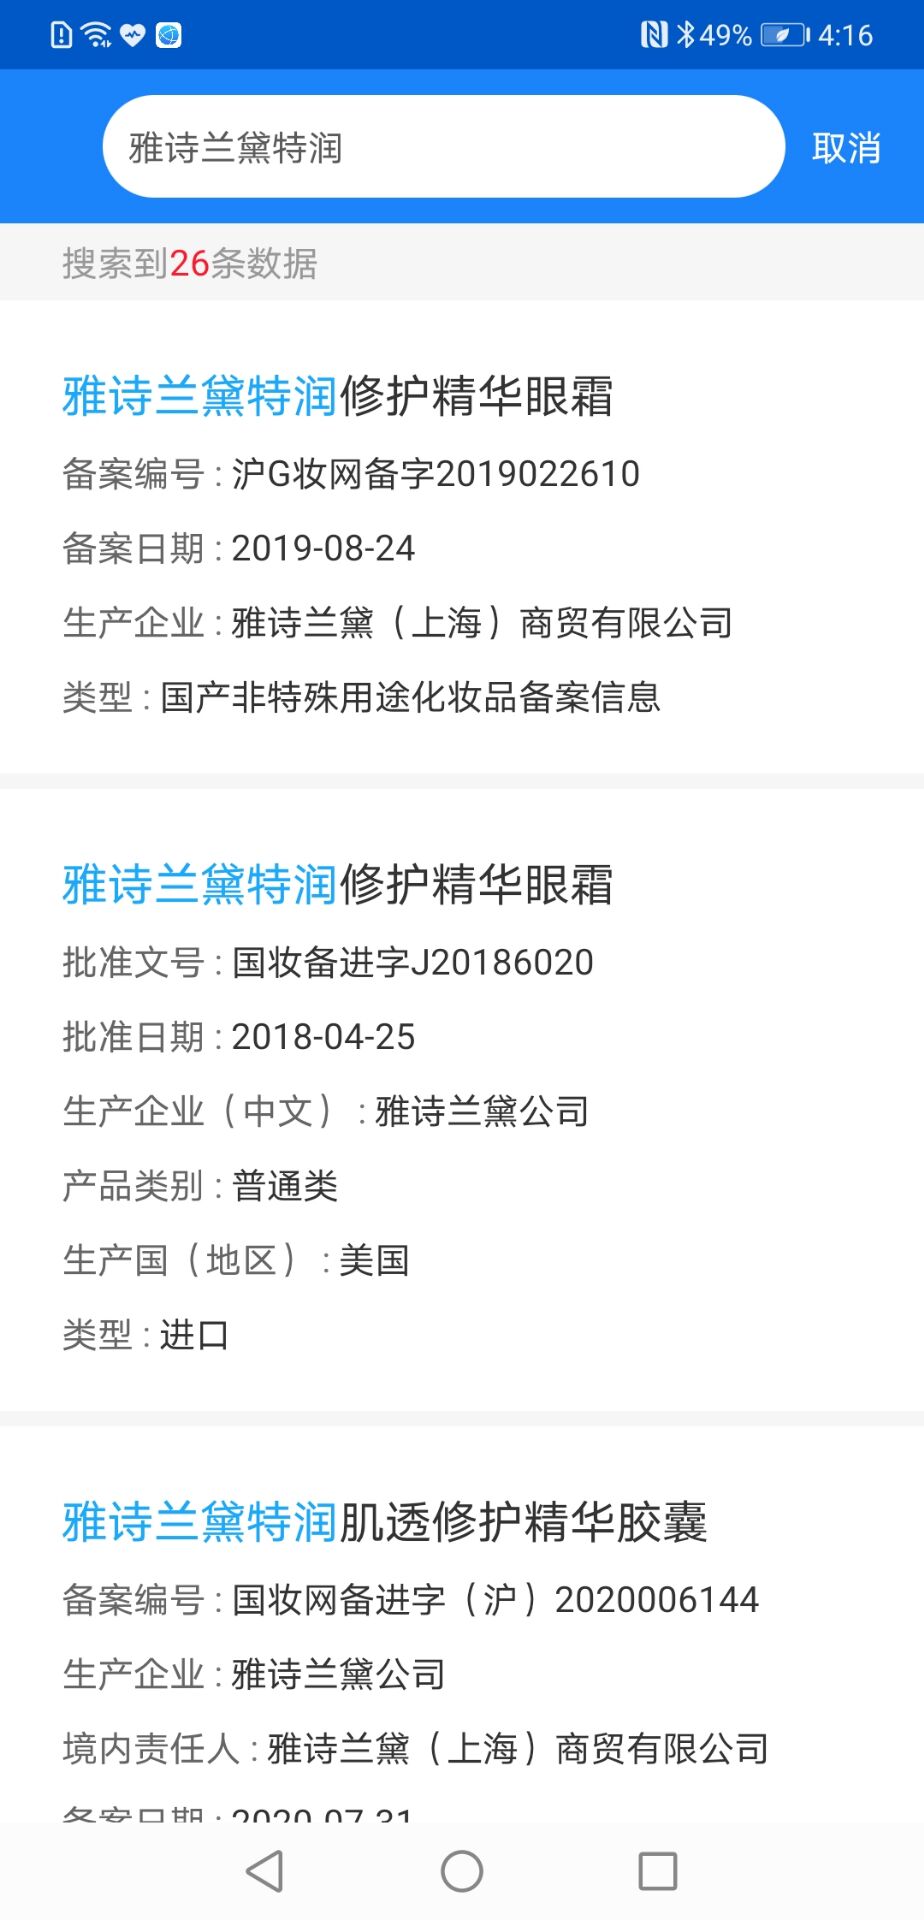 49% 4:16
雅诗兰黛特润 取消
搜索到26条数据
雅诗兰黛特润修护精华眼霜
备案编号 : 沪G妆网备字2019022610
备案日期 : 2019-08-24
生产企业 : 雅诗兰黛（上海）商贸有限公司
类型 : 国产非特殊用途化妆品备案信息
雅诗兰黛特润修护精华眼霜
批准文号 : 国妆备进字J20186020
批准日期 : 2018-04-25
生产企业（中文） : 雅诗兰黛公司
产品类别 : 普通类
生产国（地区） : 美国
类型 : 进口
雅诗兰黛特润肌透修护精华胶囊
备案编号 : 国妆网备进字（沪）2020006144
生产企业 : 雅诗兰黛公司
境内责任人 : 雅诗兰黛（上海）商贸有限公司
备案日期 : 2020-07-31